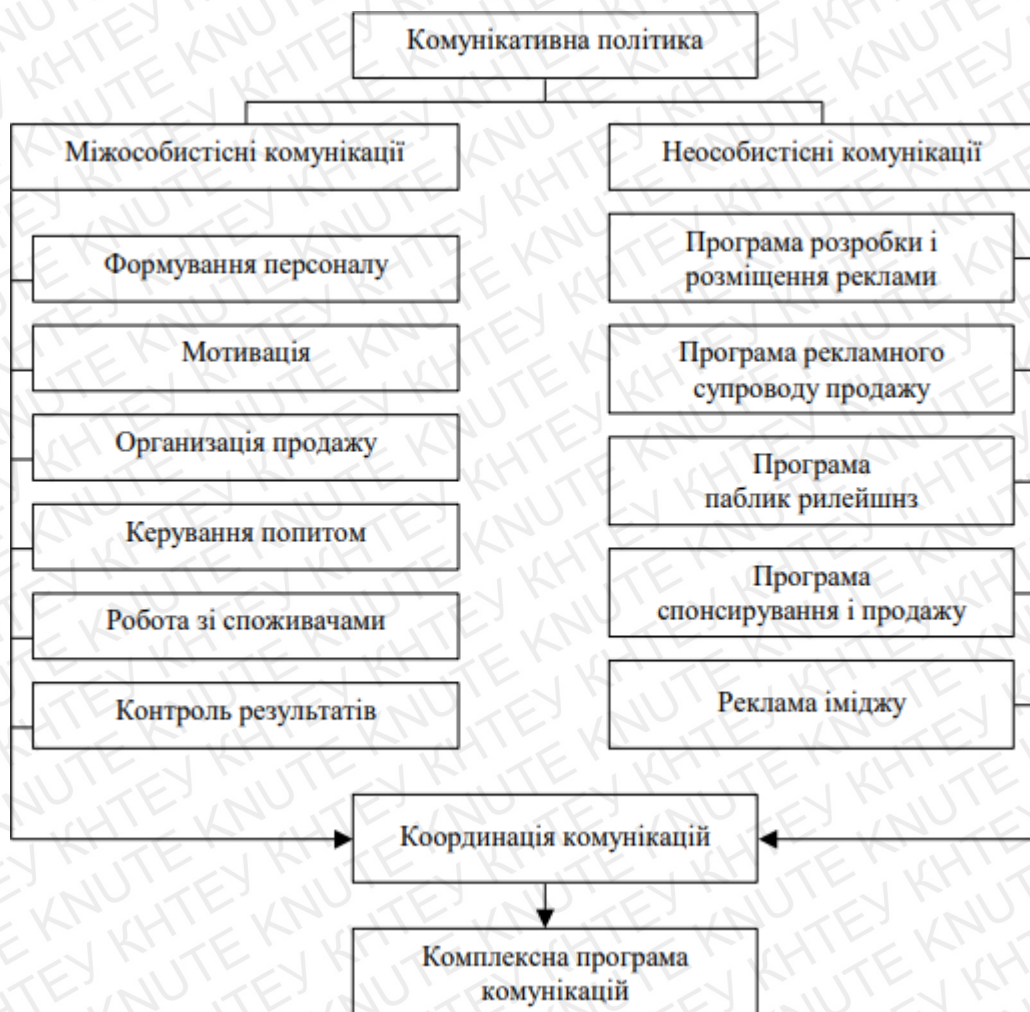 Комунікативна політика
Міжособистісні комунікації
Формування персоналу
Мотивація
Организація продажу
Керування попитом
Робота зі споживачами
Контроль результатів
Неособистісні комунікації
Програма розробки і
розміщення реклами
Програма рекламного
супроводу продажу
Програма
паблик рилейшнз
Програма
спонсирування і продажу
Реклама іміджу
Координація комунікацій
Комплексна програма
комунікацій
KNUTE КНТЕУ